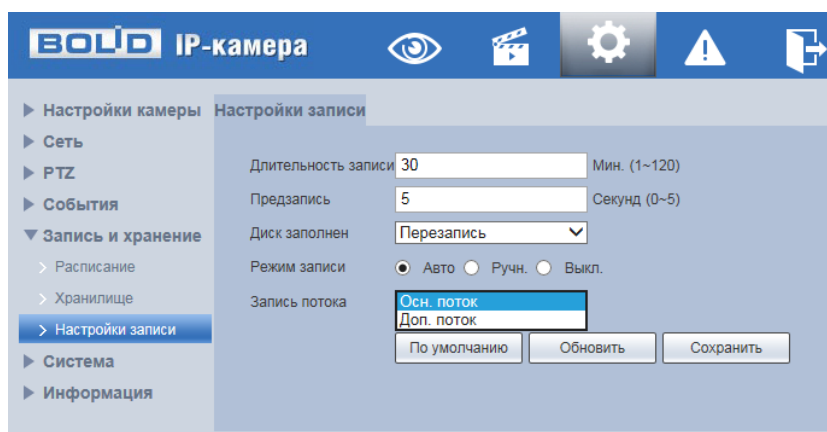 BOLID IP-камера
Настройки камеры
Сеть
PTZ
События
Запись и хранение
Расписание
Хранилище
Настройки записи
Система
Информация
Настройки записи
Длительность записи 30 Мин. (1~120)
Предзапись 5 Секунд (0~5)
Диск заполнен Перезапись
Режим записи Авто Ручн. Выкл.
Запись потока Осн. поток
Доп. поток
По умолчанию Обновить Сохранить